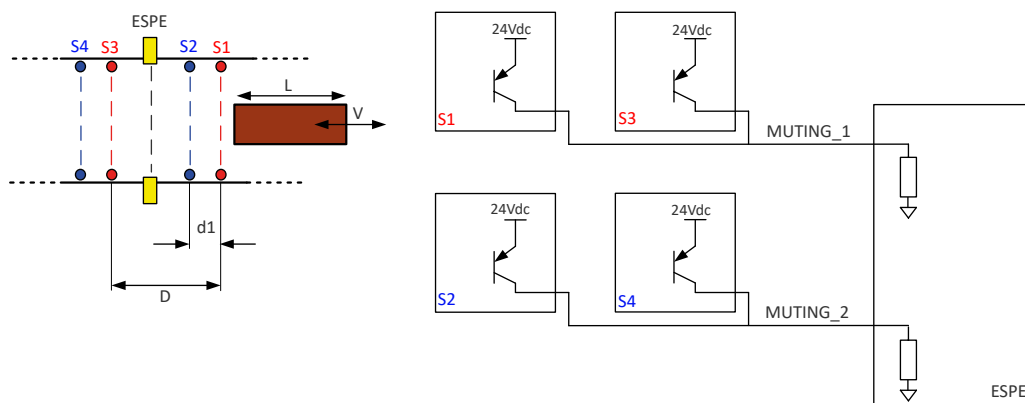 ESPE
S4 S3 S2 S1
L
V
d1
D
24Vdc
S1
24Vdc
S3
MUTING_1
24Vdc
S2
24Vdc
S4
MUTING_2
ESPE